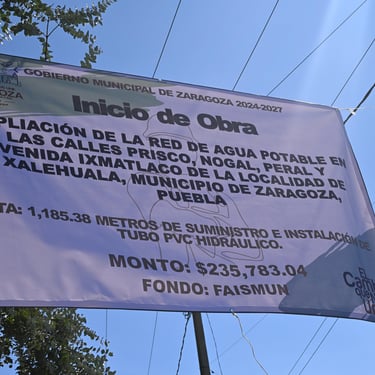 GOBIERNO MUNICIPAL DE ZARAGOZA 2024-2027
Inicio de Obra
PLIACIÓN DE LA RED DE AGUA POTABLE EN
LAS CALLES PRISCO, NOGAL, PERAL Y
VENIDA IXMATLACO DE LA LOCALIDAD DE
XALEHUALA, MUNICIPIO DE ZARAGOZA,
PUEBLA
TA: 1,185.38 METROS DE SUMINISTRO E INSTALACIÓN DE
TUBO PVC HIDRÁULICO.
MONTO: $235,783.04
FONDO: FAISMUN